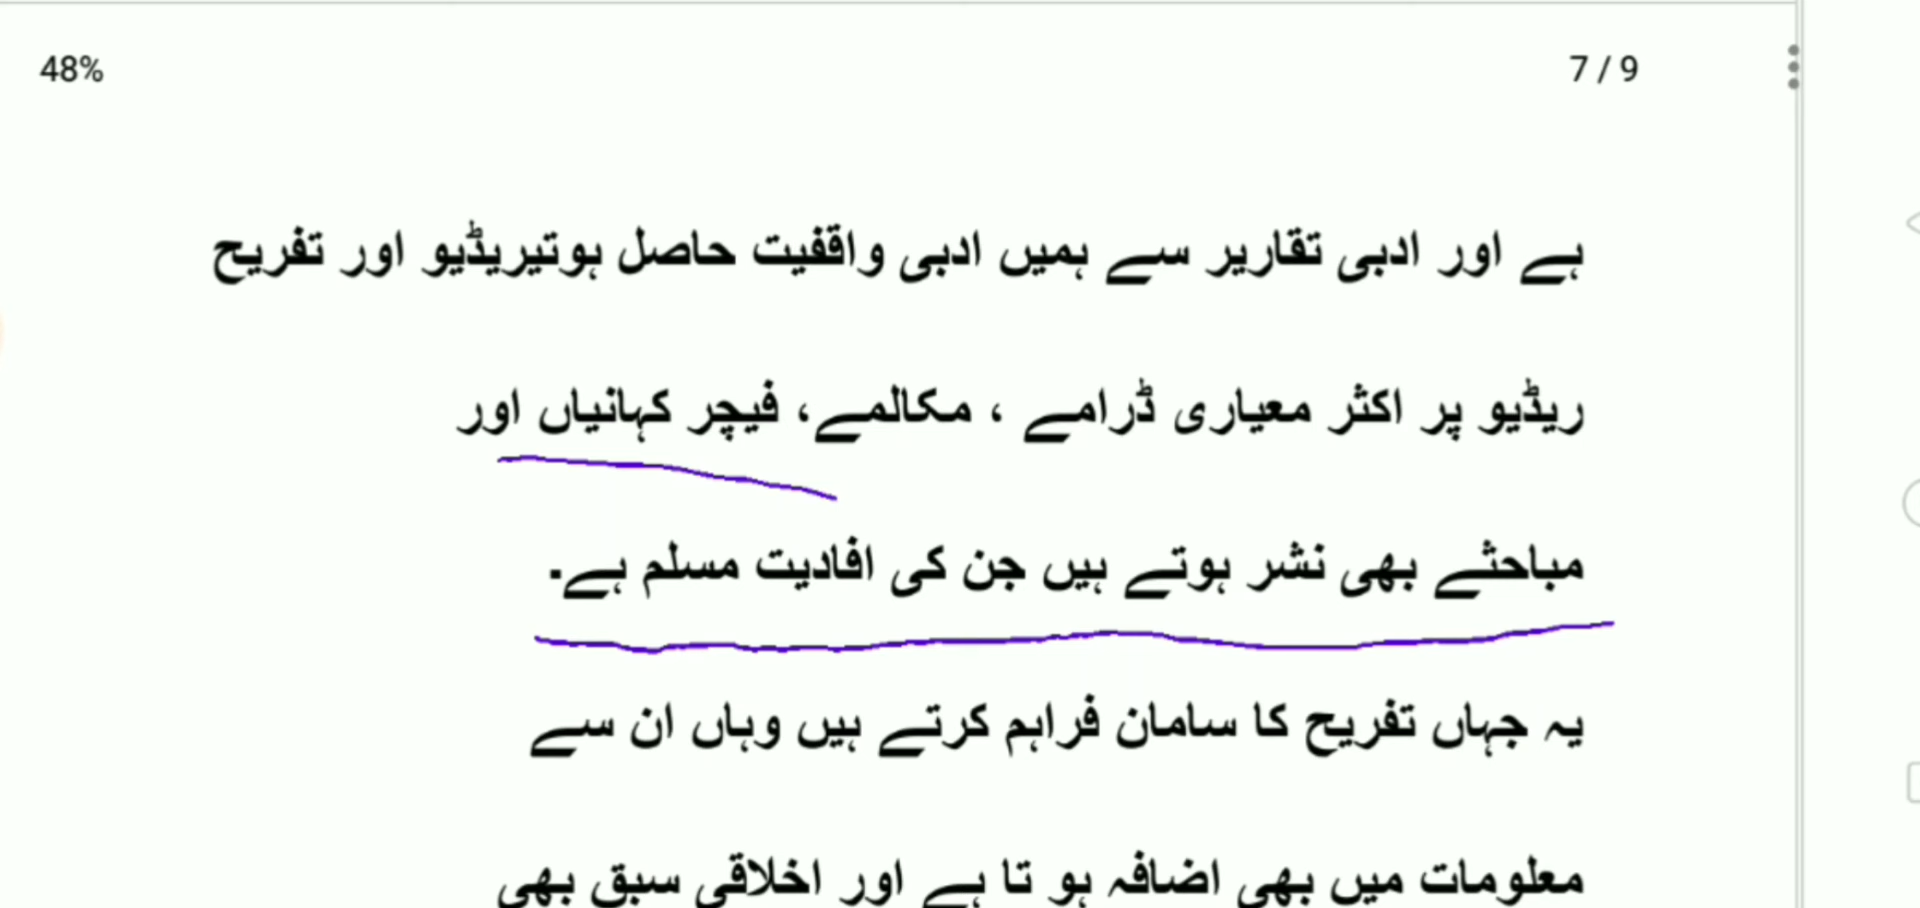 48%
7 / 9
ہے اور ادبی تقاریر سے ہمیں ادبی واقفیت حاصل ہوتیریڈیو اور تفریح
ریڈیو پر اکثر معیاری ڈرامے ، مکالمے، فیچر کہانیاں اور
مباحثے بھی نشر ہوتے ہیں جن کی افادیت مسلم ہے۔
یہ جہاں تفریح کا سامان فراہم کرتے ہیں وہاں ان سے
معلومات میں بھی اضافہ ہو تا ہے اور اخلاقی سبق بھی